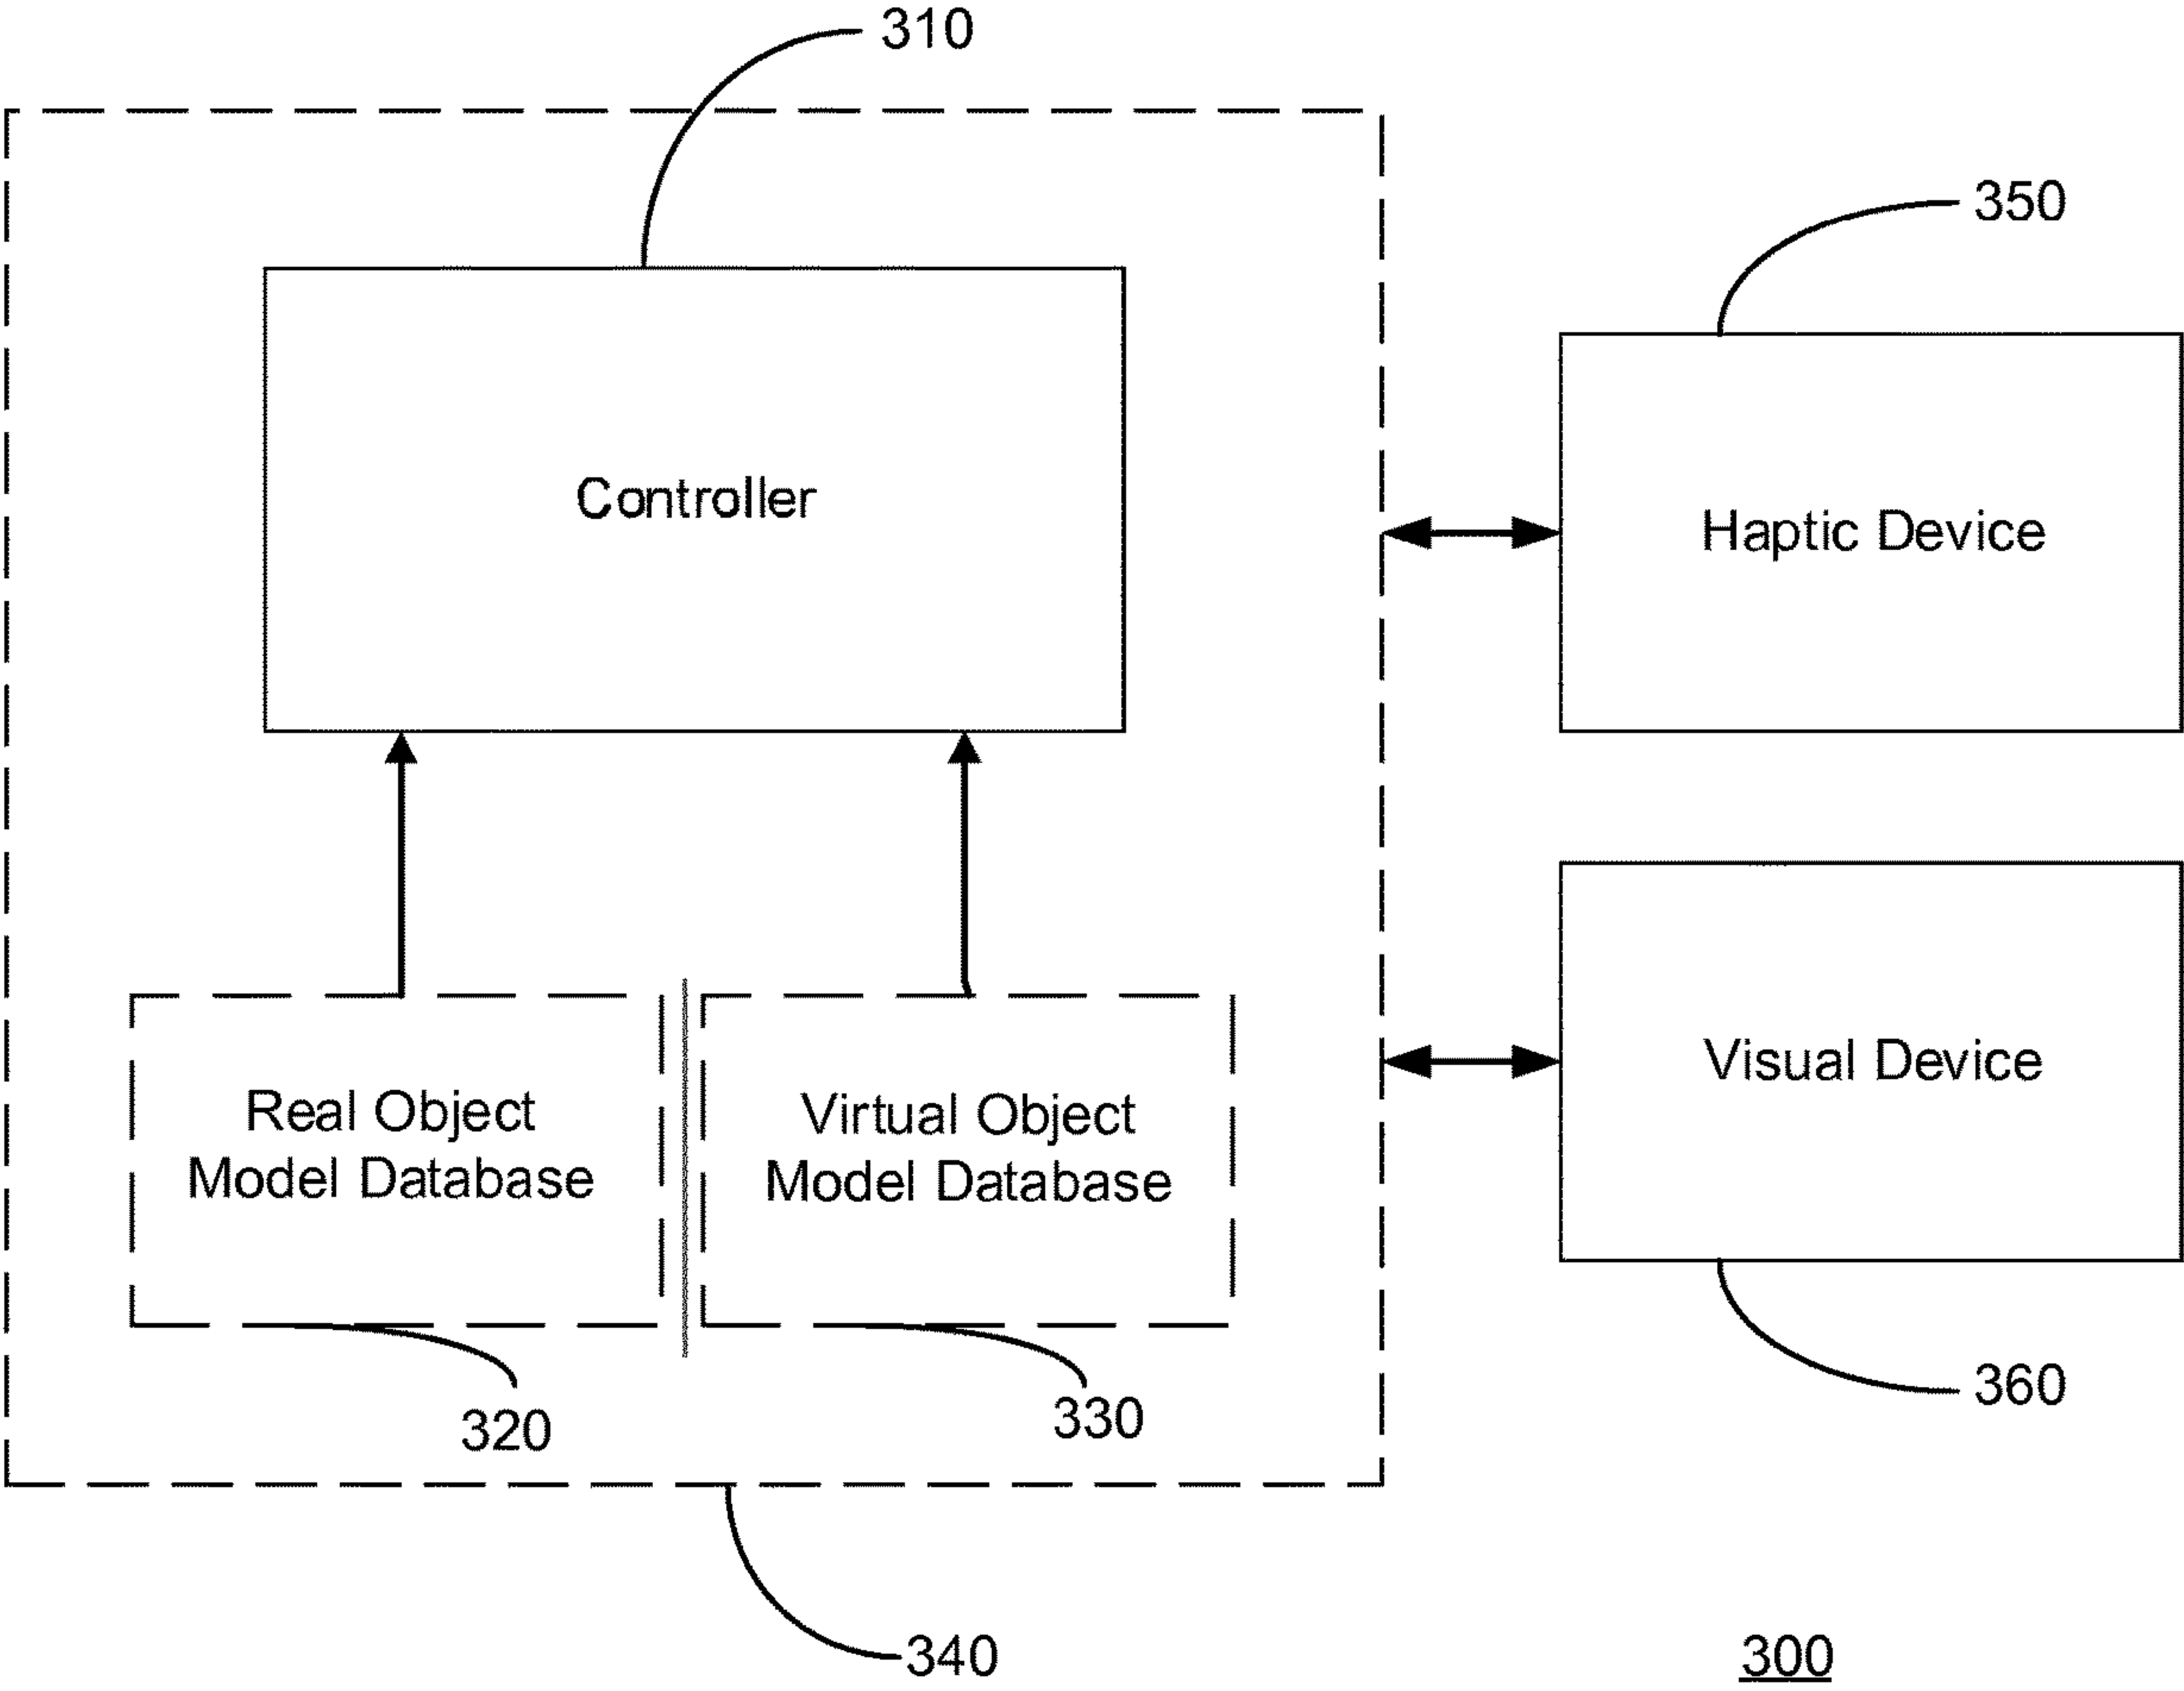 310
350
Controller
Haptic Device
Visual Device
Real Object
Model Database
Virtual Object
Model Database
320
330
360
340
300